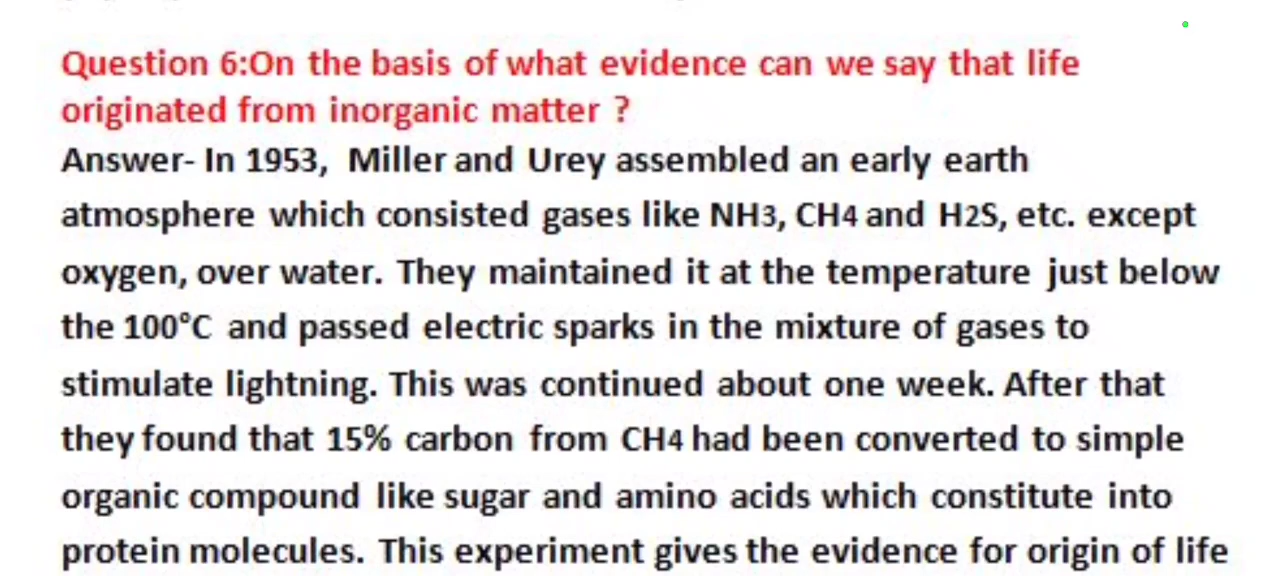 Question 6:On the basis of what evidence can we say that life
originated from inorganic matter ?
Answer- In 1953, Miller and Urey assembled an early earth
atmosphere which consisted gases like NH3, CH4 and H2S, etc. except
oxygen, over water. They maintained it at the temperature just below
the 100°C and passed electric sparks in the mixture of gases to
stimulate lightning. This was continued about one week. After that
they found that 15% carbon from CH4 had been converted to simple
organic compound like sugar and amino acids which constitute into
protein molecules. This experiment gives the evidence for origin of life